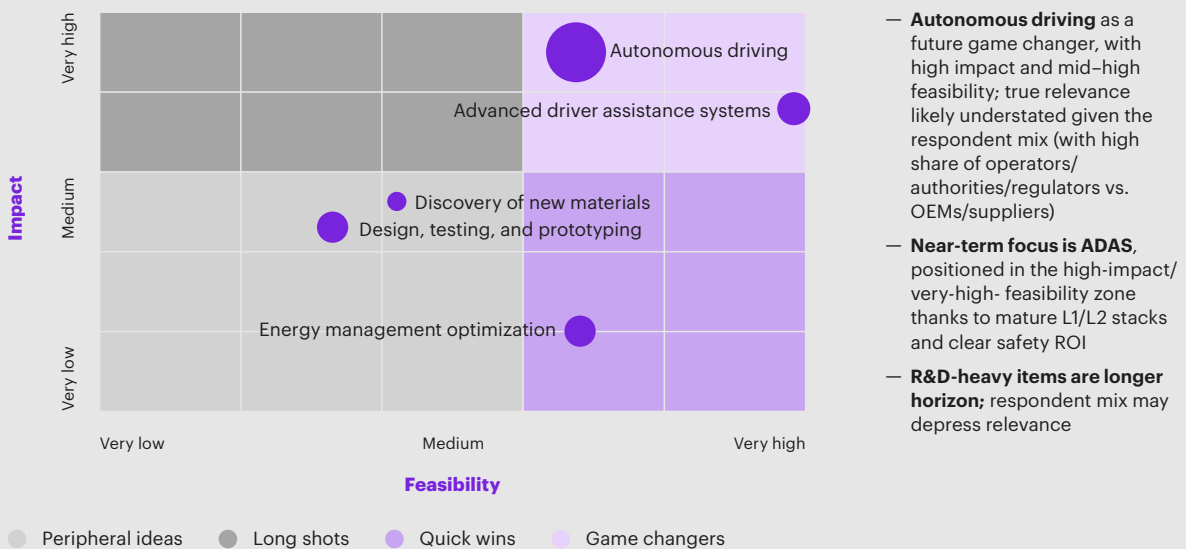 Very high
Medium
Very low
Impact
Autonomous driving
Advanced driver assistance systems
Discovery of new materials
Design, testing, and prototyping
Energy management optimization
Very low
Medium
Very high
Feasibility
Peripheral ideas
Long shots
Quick wins
Game changers
— Autonomous driving as a
future game changer, with
high impact and mid–high
feasibility; true relevance
likely understated given the
respondent mix (with high
share of operators/
authorities/regulators vs.
OEMs/suppliers)
— Near-term focus is ADAS,
positioned in the high-impact/
very-high- feasibility zone
thanks to mature L1/L2 stacks
and clear safety ROI
— R&D-heavy items are longer
horizon; respondent mix may
depress relevance